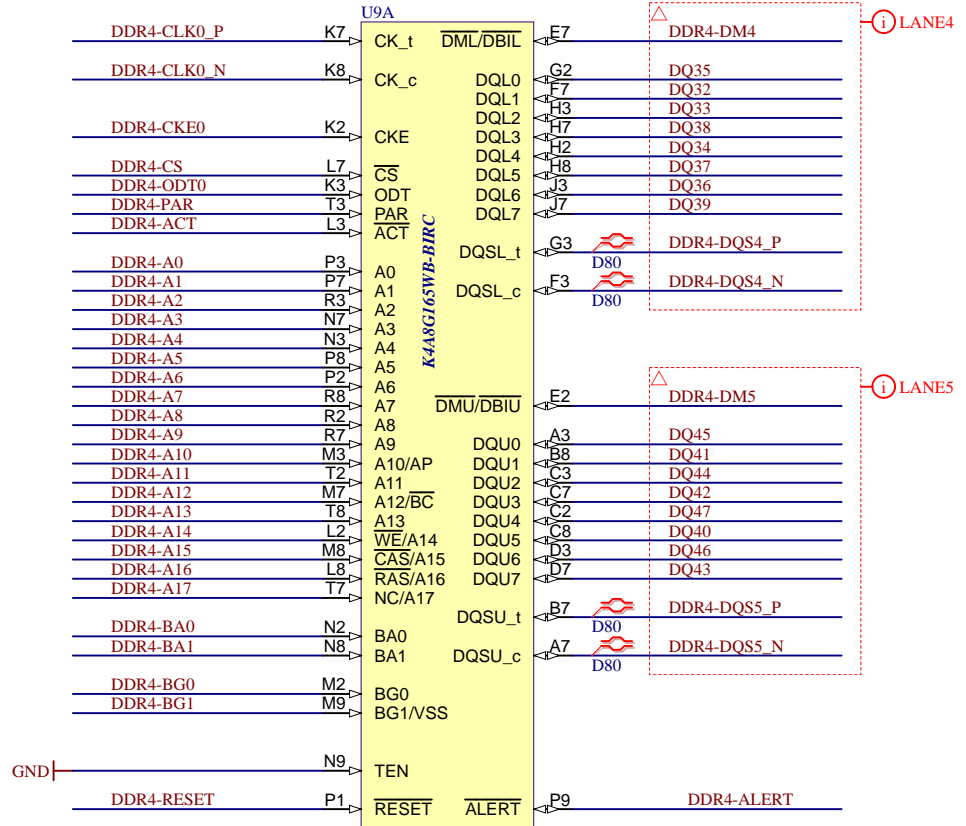 U9A
DDR4-CLK0_P K7 CK_t DML/DBIL E7 DDR4-DM4 i LANE4
DDR4-CLK0_N K8 CK_c DQL0 G2 DQ35
DQL1 F7 DQ32
DQL2 H3 DQ33
DDR4-CKE0 K2 CKE DQL3 H7 DQ38
DQL4 H2 DQ34
DDR4-CS L7 CS DQL5 H8 DQ37
DDR4-ODT0 K3 ODT DQL6 J3 DQ36
DDR4-PAR T3 PAR DQL7 J7 DQ39
DDR4-ACT L3 ACT
DQSL_t G3 D80 DDR4-DQS4_P
DDR4-A0 P3 A0
DDR4-A1 P7 A1 DQSL_c F3 D80 DDR4-DQS4_N
DDR4-A2 R3 A2
DDR4-A3 N7 A3
K4A8G165WB-BIRC
DDR4-A4 N3 A4
DDR4-A5 P8 A5
DDR4-A6 P2 A6
DDR4-A7 R8 A7 DMU/DBIU E2 DDR4-DM5 i LANE5
DDR4-A8 R2 A8
DDR4-A9 R7 A9 DQU0 A3 DQ45
DDR4-A10 M3 A10/AP DQU1 B8 DQ41
DDR4-A11 T2 A11 DQU2 C3 DQ44
DDR4-A12 M7 A12/BC DQU3 C7 DQ42
DDR4-A13 T8 A13 DQU4 C2 DQ47
DDR4-A14 L2 WE/A14 DQU5 C8 DQ40
DDR4-A15 M8 CAS/A15 DQU6 D3 DQ46
DDR4-A16 L8 RAS/A16 DQU7 D7 DQ43
DDR4-A17 T7 NC/A17
DQSU_t B7 D80 DDR4-DQS5_P
DDR4-BA0 N2 BA0
DDR4-BA1 N8 BA1 DQSU_c A7 D80 DDR4-DQS5_N
DDR4-BG0 M2 BG0
DDR4-BG1 M9 BG1/VSS
GND N9 TEN
DDR4-RESET P1 RESET ALERT P9 DDR4-ALERT